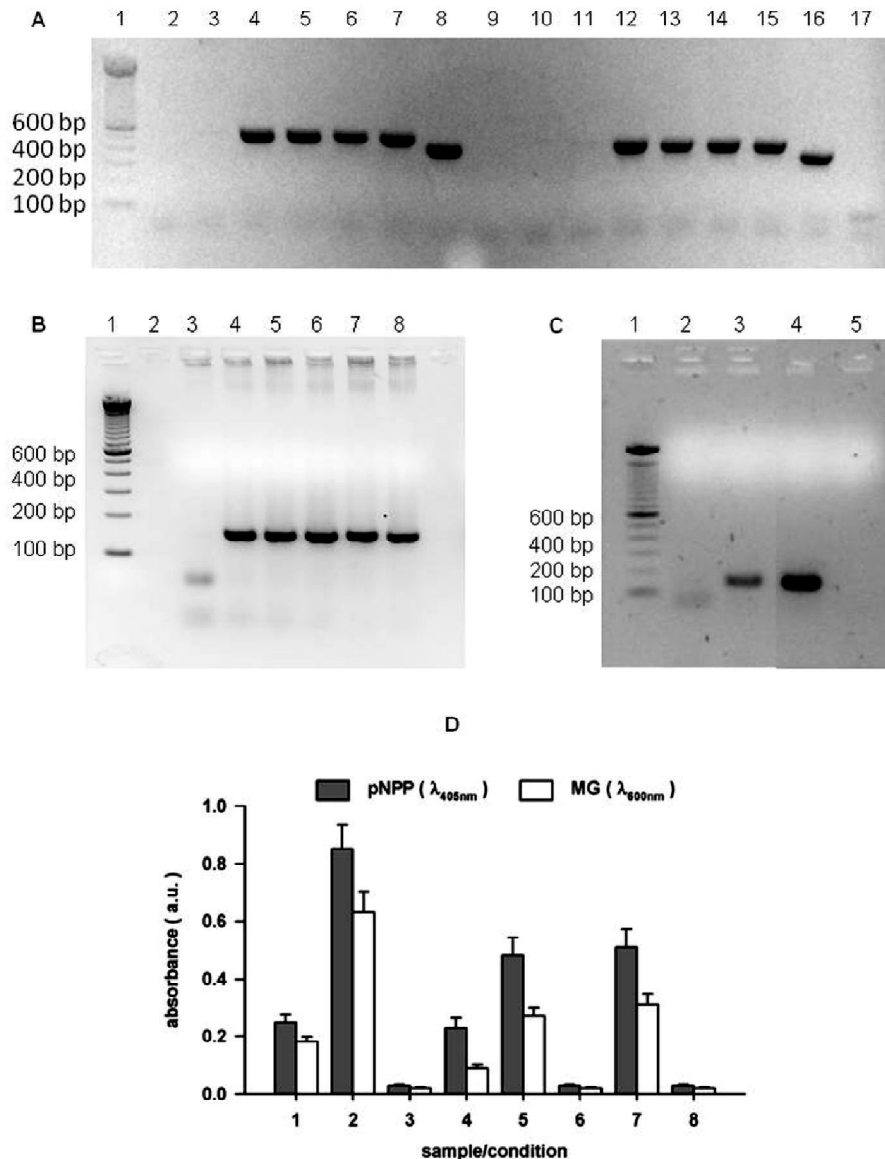 A 1 2 3 4 5 6 7 8 9 10 11 12 13 14 15 16 17
600 bp
400 bp
200 bp
100 bp
B 1 2 3 4 5 6 7 8
600 bp
400 bp
200 bp
100 bp
C 1 2 3 4 5
600 bp
400 bp
200 bp
100 bp
D
pNPP ( λ405nm ) MG ( λ600nm )
absorbance ( a.u. )
1.0
0.8
0.6
0.4
0.2
0.0
1 2 3 4 5 6 7 8
sample/condition